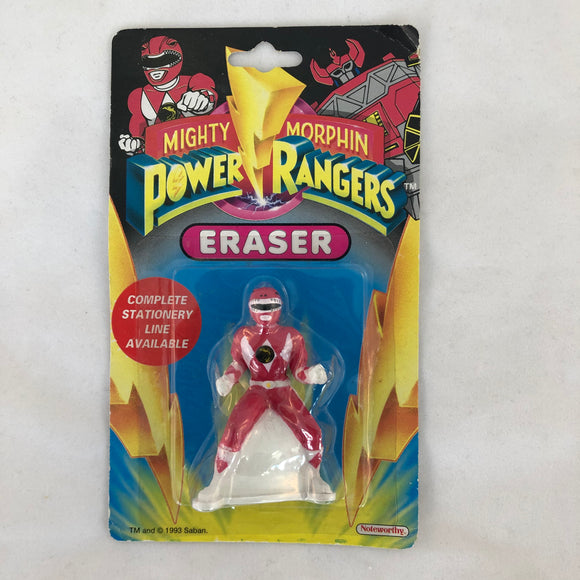 MIGHTY MORPHIN
POWER RANGERS TM
ERASER
COMPLETE
STATIONERY
LINE
AVAILABLE
TM and © 1993 Saban.
Noteworthy.